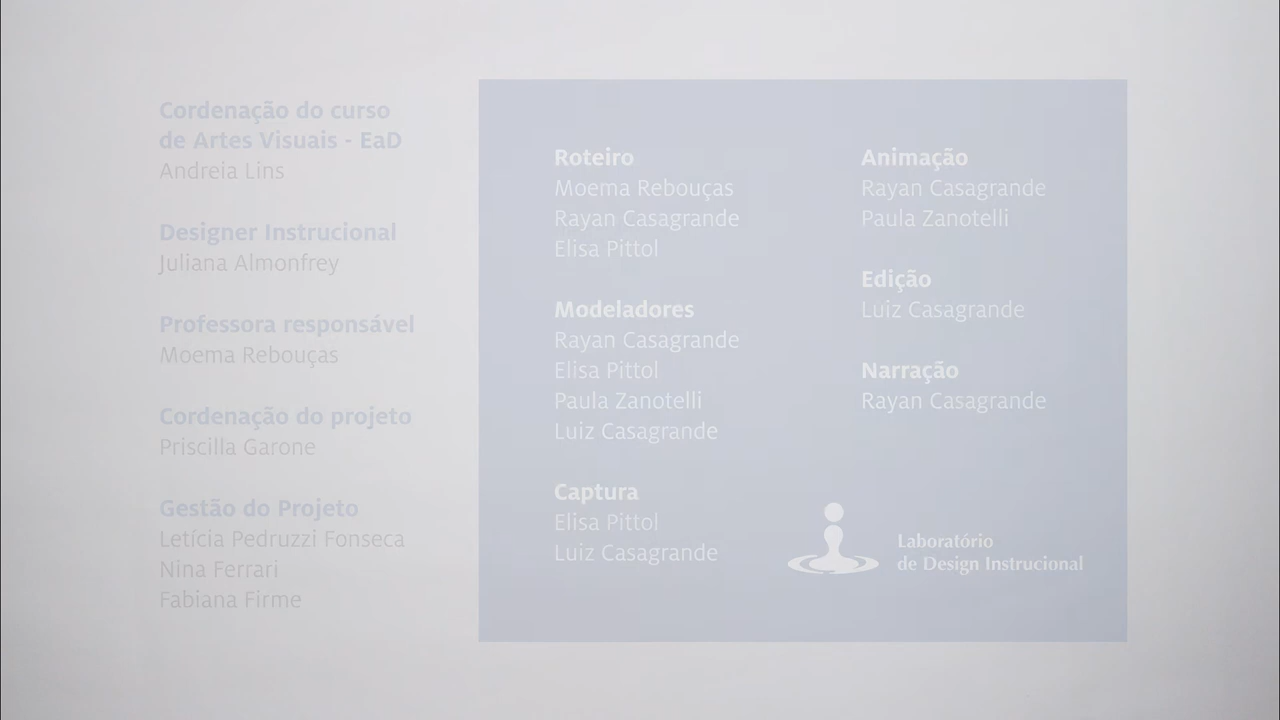 Cordenação do curso
de Artes Visuais - EaD
Andreia Lins
Designer Instrucional
Juliana Almonfrey
Professora responsável
Moema Rebouças
Cordenação do projeto
Priscilla Garone
Gestão do Projeto
Letícia Pedruzzi Fonseca
Nina Ferrari
Fabiana Firme
Roteiro
Moema Rebouças
Rayan Casagrande
Elisa Pittol
Modeladores
Rayan Casagrande
Elisa Pittol
Paula Zanotelli
Luiz Casagrande
Captura
Elisa Pittol
Luiz Casagrande
Animação
Rayan Casagrande
Paula Zanotelli
Edição
Luiz Casagrande
Narração
Rayan Casagrande
Laboratório
de Design Instrucional